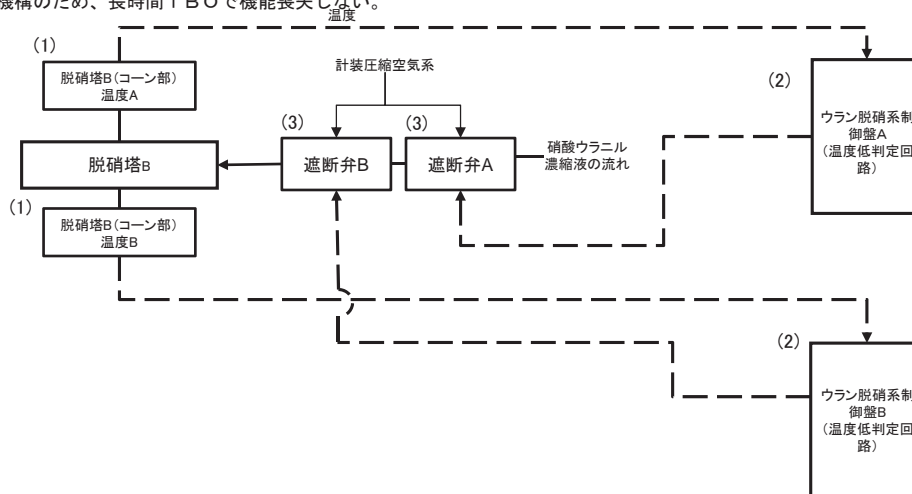 機構のため、長時間TBOで機能喪失しない。
温度
(1)
脱硝塔B(コーン部)
温度A
計装圧縮空気系
(2)
ウラン脱硝系制
御盤A
(温度低判定回
路)
(3)
(3)
脱硝塔B
遮断弁B
遮断弁A
硝酸ウラニル
濃縮液の流れ
(1)
脱硝塔B(コーン部)
温度B
(2)
ウラン脱硝系制
御盤B
(温度低判定回
路)